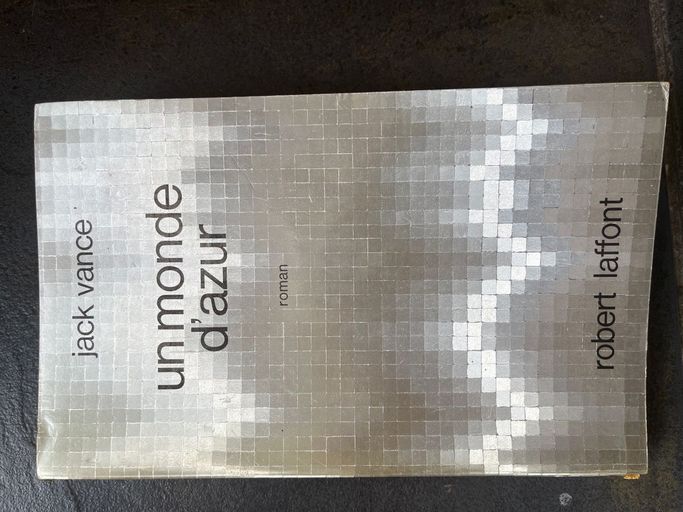 jack vance
un monde
d'azur
roman
robert laffont